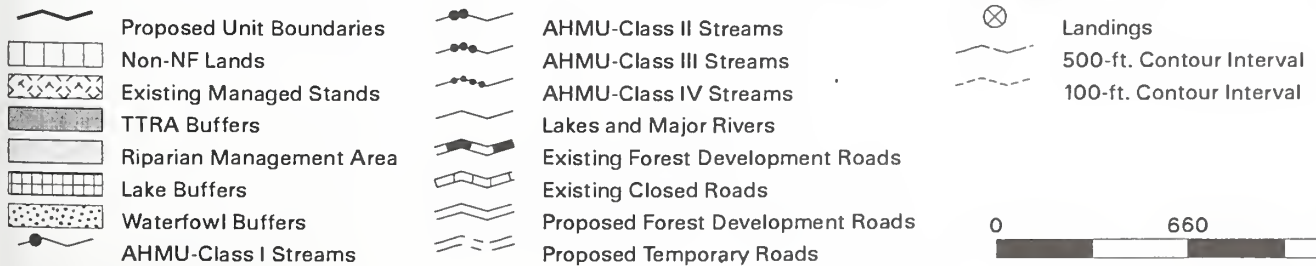 Proposed Unit Boundaries
Non-NF Lands
Existing Managed Stands
TTRA Buffers
Riparian Management Area
Lake Buffers
Waterfowl Buffers
AHMU-Class I Streams
AHMU-Class II Streams
AHMU-Class III Streams
AHMU-Class IV Streams
Lakes and Major Rivers
Existing Forest Development Roads
Existing Closed Roads
Proposed Forest Development Roads
Proposed Temporary Roads
Landings
500-ft. Contour Interval
100-ft. Contour Interval
0 660